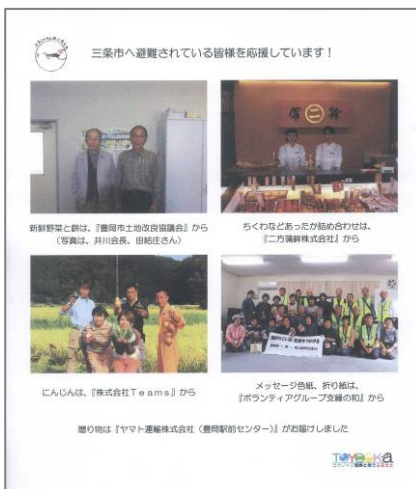 三条市へ避難されている皆様を応援しています！
新鮮野菜と餅は、『豊岡市土地改良協議会』から
（写真は、井川会長、田結庄さん）
ちくわなどあったか詰め合わせは、
『二方蒲鉾株式会社』から
にんじんは、『株式会社Ｔｅａｍｓ』から
メッセージ色紙、折り紙は、
『ボランティアグループ支縁の和』から
贈り物は『ヤマト運輸株式会社（豊岡駅前センター）』がお届けしました
TOYOOKA